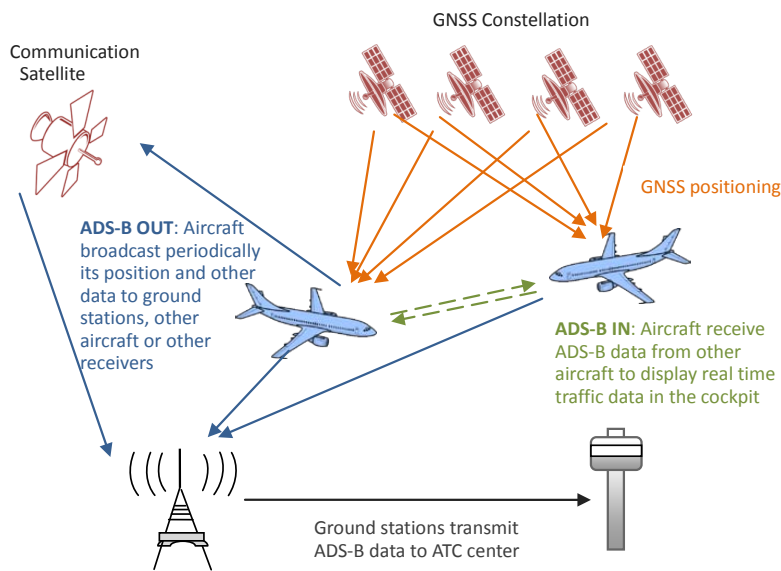 GNSS Constellation
Communication
Satellite
GNSS positioning
ADS-B OUT: Aircraft
broadcast periodically
its position and other
data to ground
stations, other
aircraft or other
receivers
ADS-B IN: Aircraft receive
ADS-B data from other
aircraft to display real time
traffic data in the cockpit
Ground stations transmit
ADS-B data to ATC center